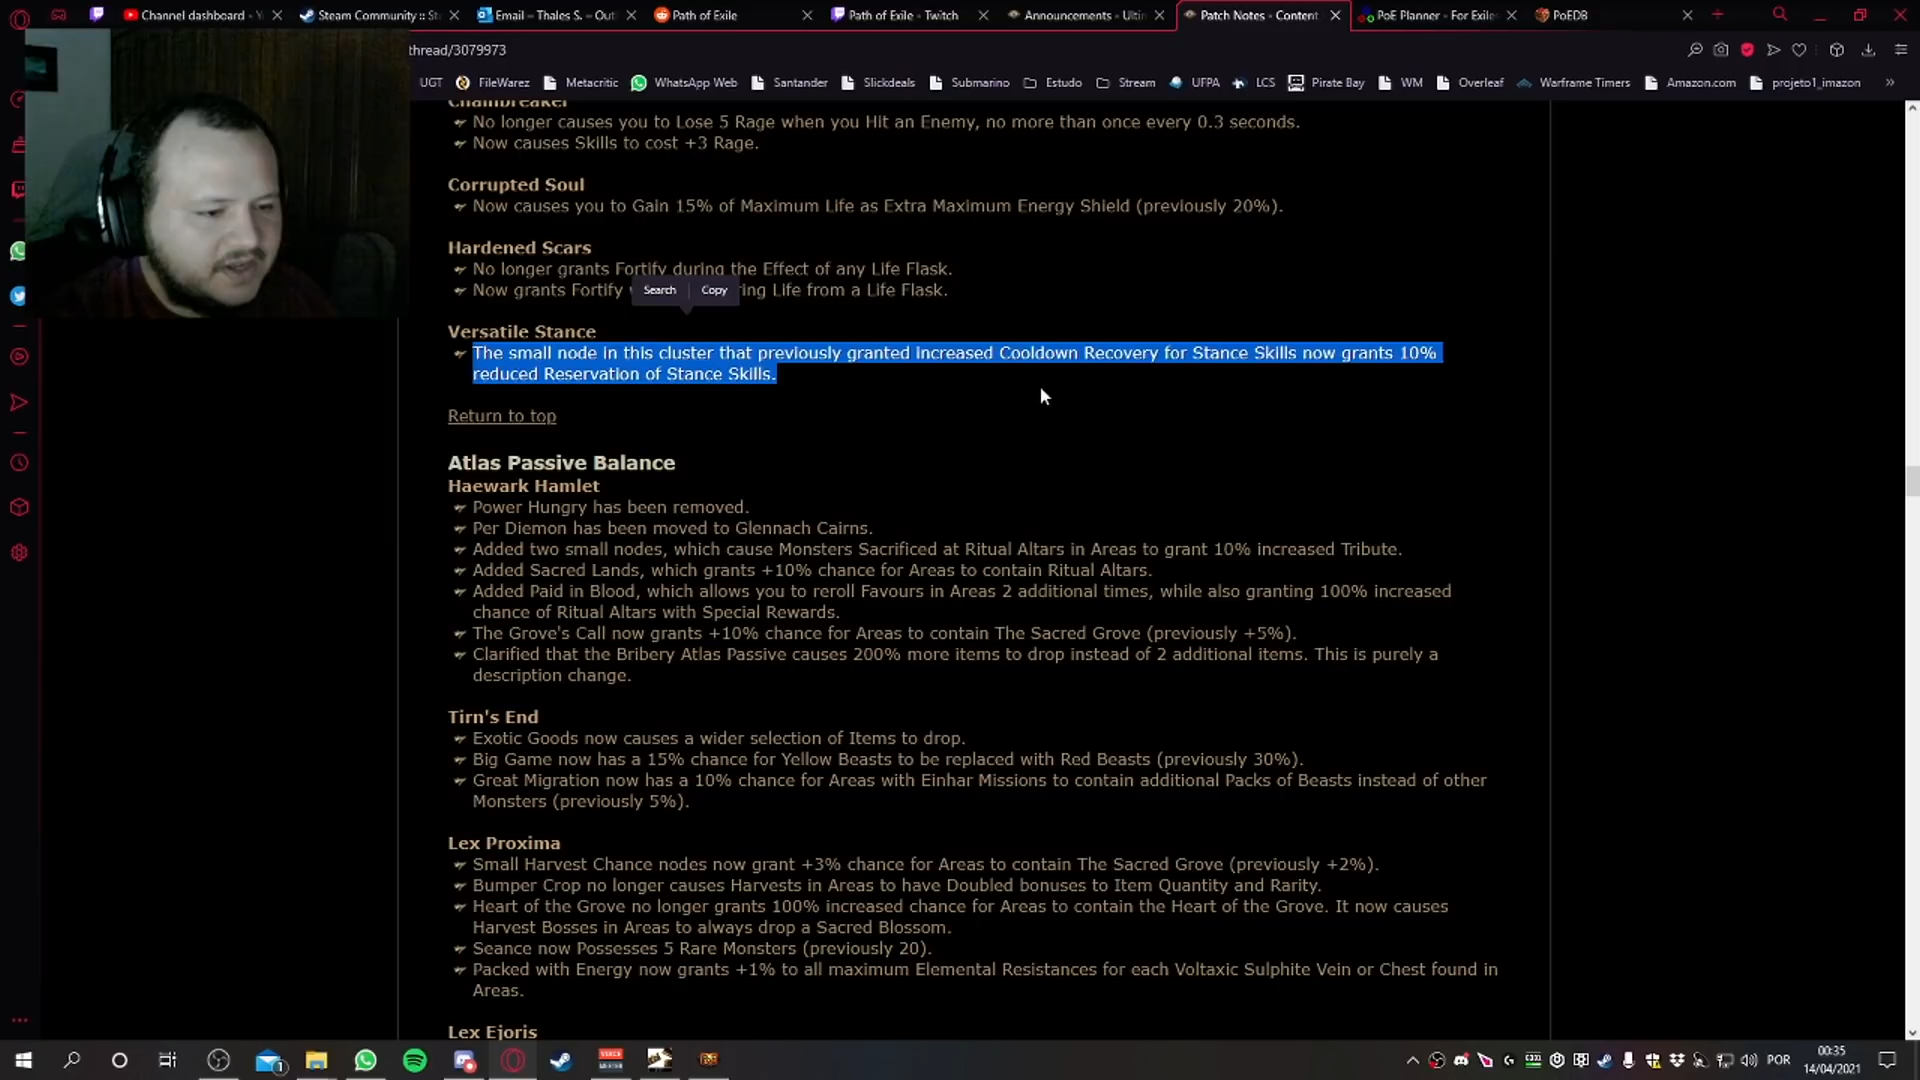 Channel dashboard - Y
Steam Community :: St
Email – Thales S. – Out
Path of Exile
Path of Exile - Twitch
Announcements - Ulti
Patch Notes - Content
PoE Planner - For Exile
PoEDB
thread/3079973
UGT
FileWarez
Metacritic
WhatsApp Web
Santander
Slickdeals
Submarino
Estudo
Stream
UFPA
LCS
Pirate Bay
WM
Overleaf
Warframe Timers
Amazon.com
projeto1_imazon
Chainbreaker
No longer causes you to Lose 5 Rage when you Hit an Enemy, no more than once every 0.3 seconds.
Now causes Skills to cost +3 Rage.
Corrupted Soul
Now causes you to Gain 15% of Maximum Life as Extra Maximum Energy Shield (previously 20%).
Hardened Scars
No longer grants Fortify during the Effect of any Life Flask.
Now grants Fortify
Search
Copy
ring Life from a Life Flask.
Versatile Stance
The small node in this cluster that previously granted increased Cooldown Recovery for Stance Skills now grants 10%
reduced Reservation of Stance Skills.
Return to top
Atlas Passive Balance
Haewark Hamlet
Power Hungry has been removed.
Per Diemon has been moved to Glennach Cairns.
Added two small nodes, which cause Monsters Sacrificed at Ritual Altars in Areas to grant 10% increased Tribute.
Added Sacred Lands, which grants +10% chance for Areas to contain Ritual Altars.
Added Paid in Blood, which allows you to reroll Favours in Areas 2 additional times, while also granting 100% increased
chance of Ritual Altars with Special Rewards.
The Grove's Call now grants +10% chance for Areas to contain The Sacred Grove (previously +5%).
Clarified that the Bribery Atlas Passive causes 200% more items to drop instead of 2 additional items. This is purely a
description change.
Tirn's End
Exotic Goods now causes a wider selection of Items to drop.
Big Game now has a 15% chance for Yellow Beasts to be replaced with Red Beasts (previously 30%).
Great Migration now has a 10% chance for Areas with Einhar Missions to contain additional Packs of Beasts instead of other
Monsters (previously 5%).
Lex Proxima
Small Harvest Chance nodes now grant +3% chance for Areas to contain The Sacred Grove (previously +2%).
Bumper Crop no longer causes Harvests in Areas to have Doubled bonuses to Item Quantity and Rarity.
Heart of the Grove no longer grants 100% increased chance for Areas to contain the Heart of the Grove. It now causes
Harvest Bosses in Areas to always drop a Sacred Blossom.
Seance now Possesses 5 Rare Monsters (previously 20).
Packed with Energy now grants +1% to all maximum Elemental Resistances for each Voltaxic Sulphite Vein or Chest found in
Areas.
Lex Ejoris
POR
00:35
14/04/2021